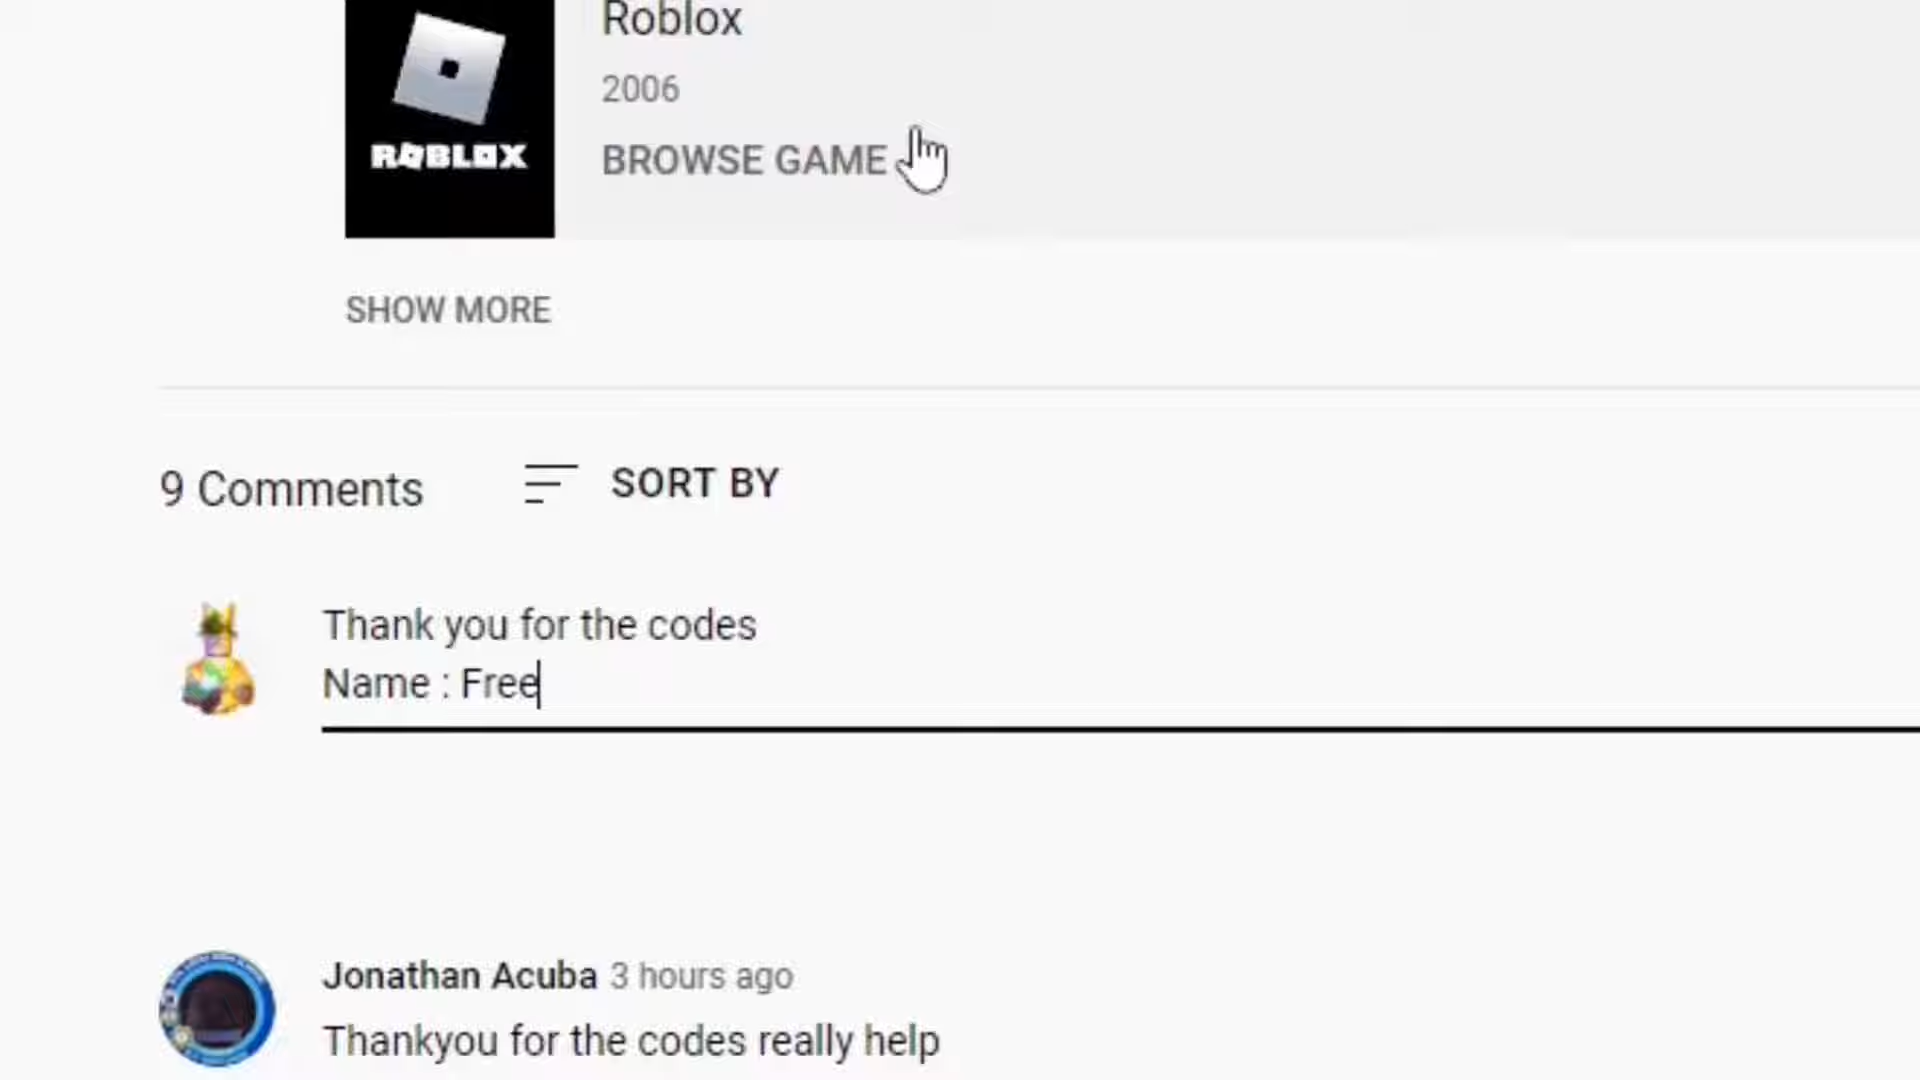 Roblox
2006
BROWSE GAME
ROBLOX
SHOW MORE
9 Comments
SORT BY
Thank you for the codes
Name : Free
Jonathan Acuba 3 hours ago
Thankyou for the codes really help